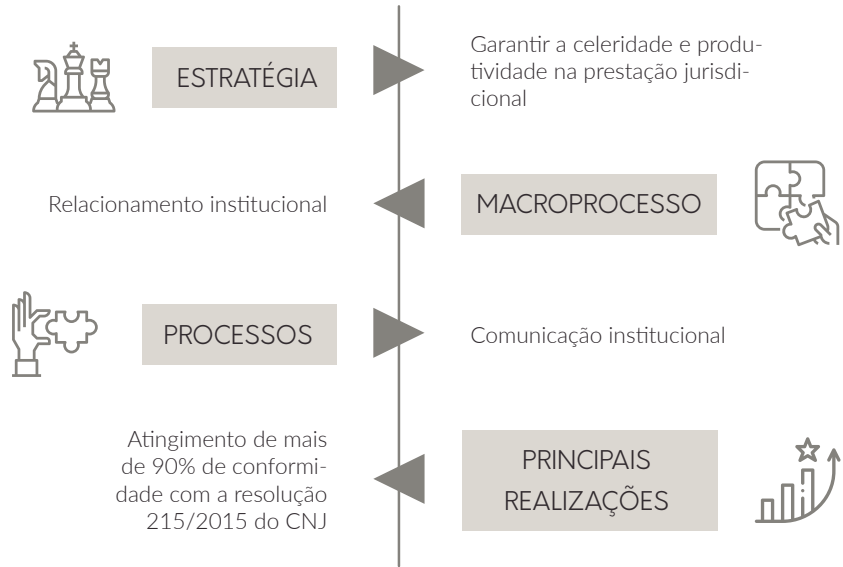 ESTRATÉGIA
Garantir a celeridade e produ-
tividade na prestação jurisdi-
cional
MACROPROCESSO
Relacionamento institucional
PROCESSOS
Comunicação institucional
PRINCIPAIS
REALIZAÇÕES
Atingimento de mais
de 90% de conformi-
dade com a resolução
215/2015 do CNJ